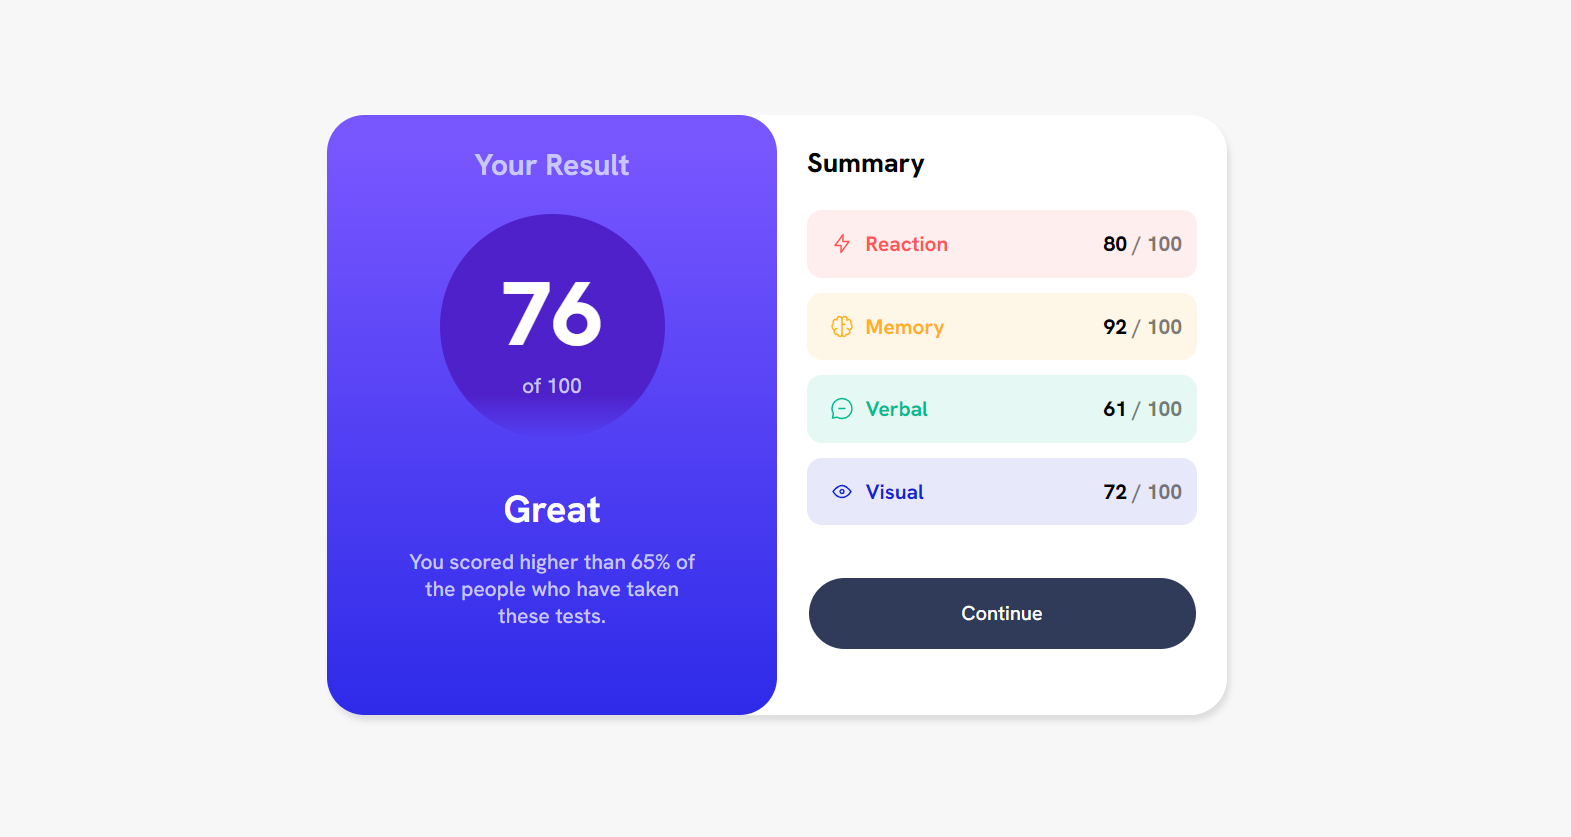 Your Result
76
of 100
Great
You scored higher than 65% of
the people who have taken
these tests.
Summary
Reaction 80 / 100
Memory 92 / 100
Verbal 61 / 100
Visual 72 / 100
Continue